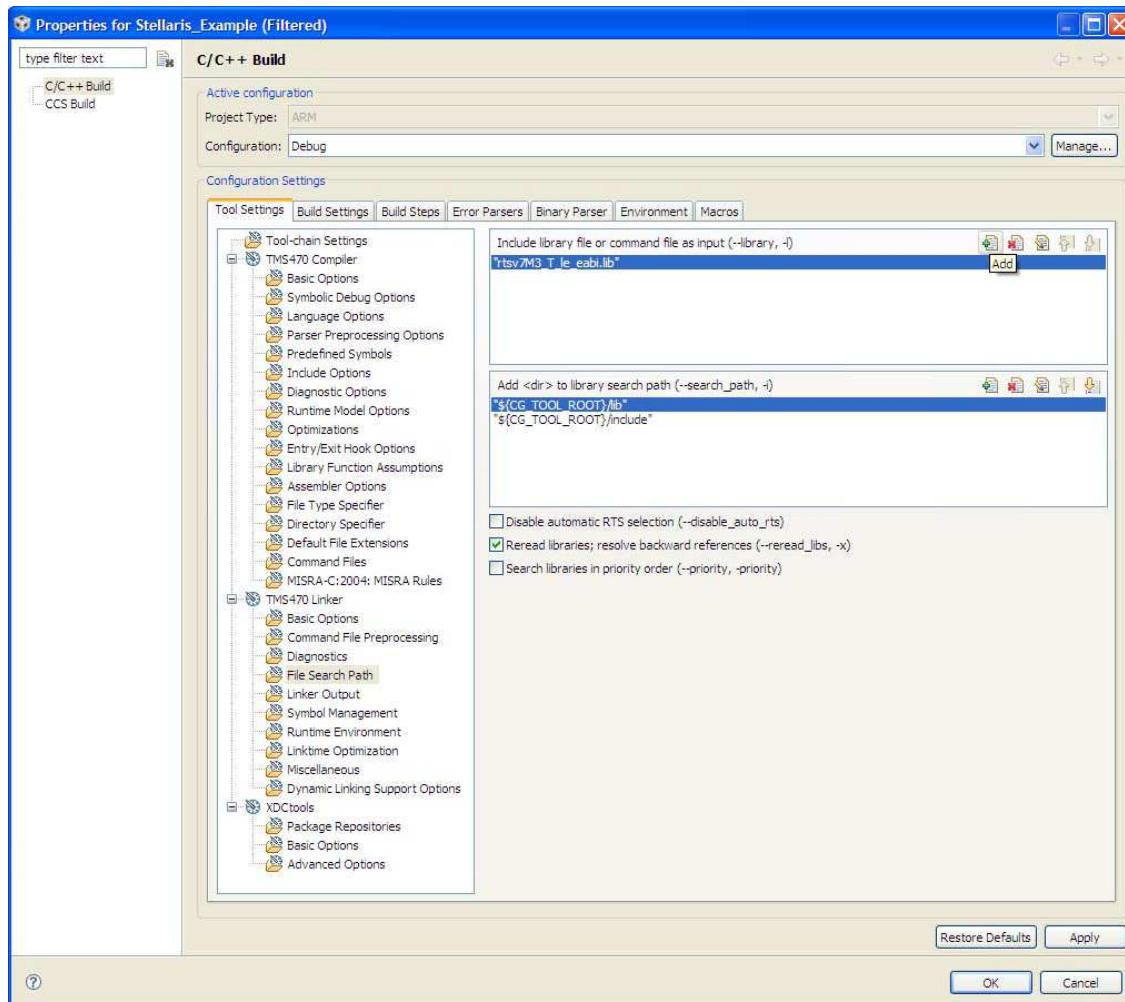 Properties for Stellaris_Example (Filtered)
type filter text
C/C++ Build
CCS Build
C/C++ Build
Active configuration
Project Type: ARM
Configuration: Debug
Manage...
Configuration Settings
Tool Settings Build Settings Build Steps Error Parsers Binary Parser Environment Macros
Tool-chain Settings
TMS470 Compiler
Basic Options
Symbolic Debug Options
Language Options
Parser Preprocessing Options
Predefined Symbols
Include Options
Diagnostic Options
Runtime Model Options
Optimizations
Entry/Exit Hook Options
Library Function Assumptions
Assembler Options
File Type Specifier
Directory Specifier
Default File Extensions
Command Files
MISRA-C:2004: MISRA Rules
TMS470 Linker
Basic Options
Command File Preprocessing
Diagnostics
File Search Path
Linker Output
Symbol Management
Runtime Environment
Linktime Optimization
Miscellaneous
Dynamic Linking Support Options
XDCtools
Package Repositories
Basic Options
Advanced Options
Include library file or command file as input (--library, -l)
Add
"rtsv7M3_T_le_eabi.lib"
Add <dir> to library search path (--search_path, -i)
"${CG_TOOL_ROOT}/lib"
"${CG_TOOL_ROOT}/include"
Disable automatic RTS selection (--disable_auto_rts)
Reread libraries; resolve backward references (--reread_libs, -x)
Search libraries in priority order (--priority, -priority)
Restore Defaults Apply
OK Cancel